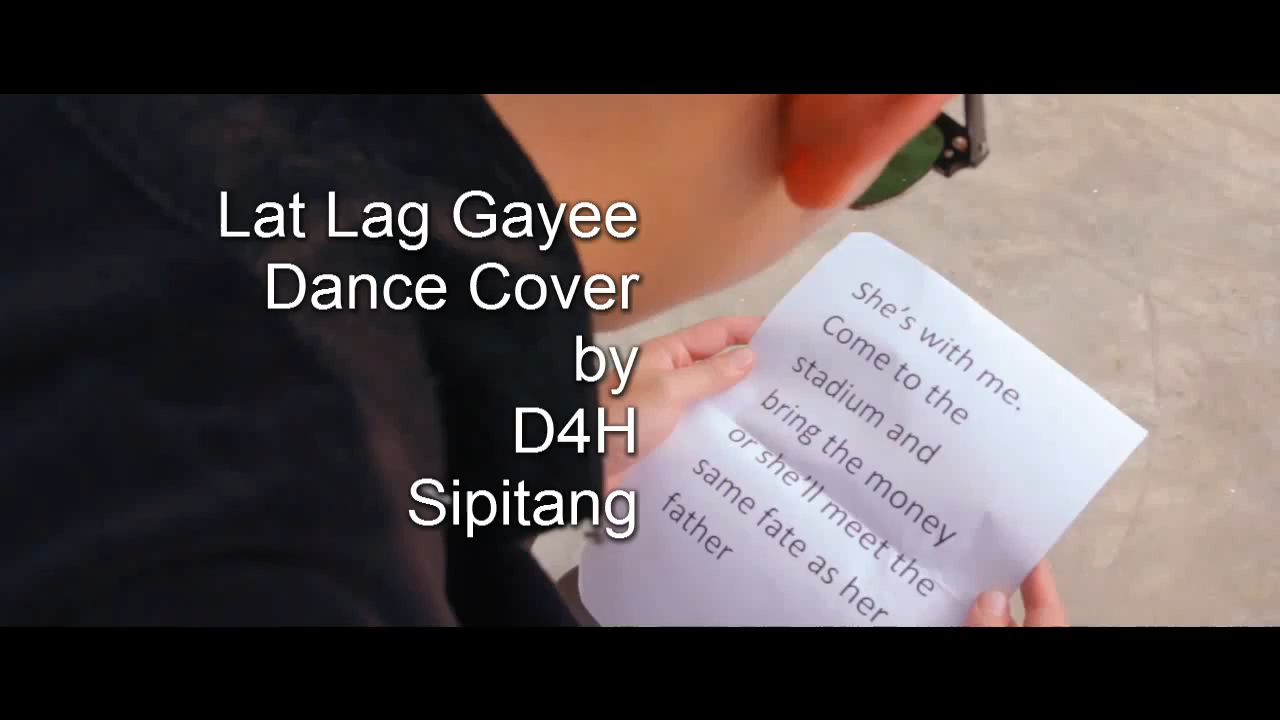 Lat Lag Gayee
Dance Cover
by
D4H
Sipitang
She's with me.
Come to the
stadium and
bring the money
or she'll meet the
same fate as her
father